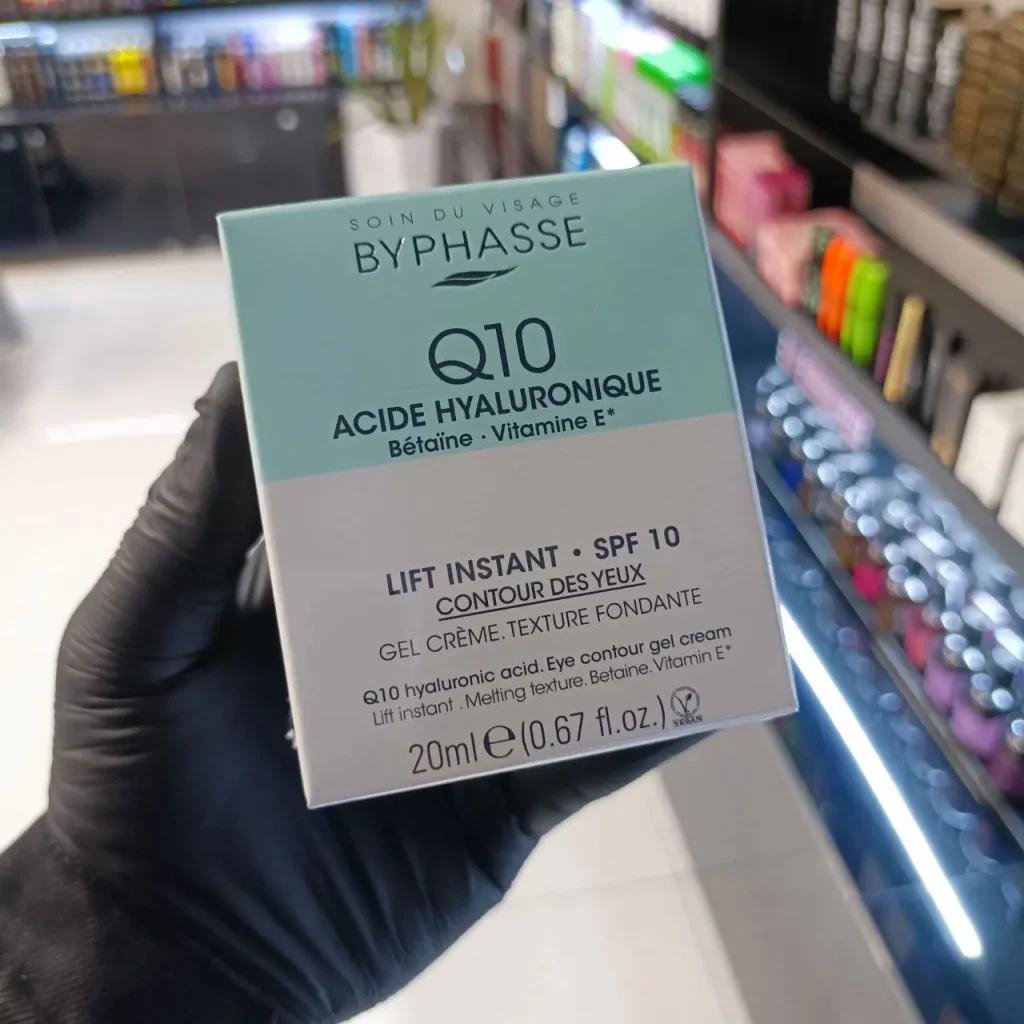 SOIN DU VISAGE
BYPHASSE
Q10
ACIDE HYALURONIQUE
Bétaïne · Vitamine E*
LIFT INSTANT • SPF 10
CONTOUR DES YEUX
GEL CRÈME. TEXTURE FONDANTE
Q10 hyaluronic acid. Eye contour gel cream
Lift instant . Melting texture. Betaine. Vitamin E*
20ml e (0.67 fl.oz.)
VEGAN